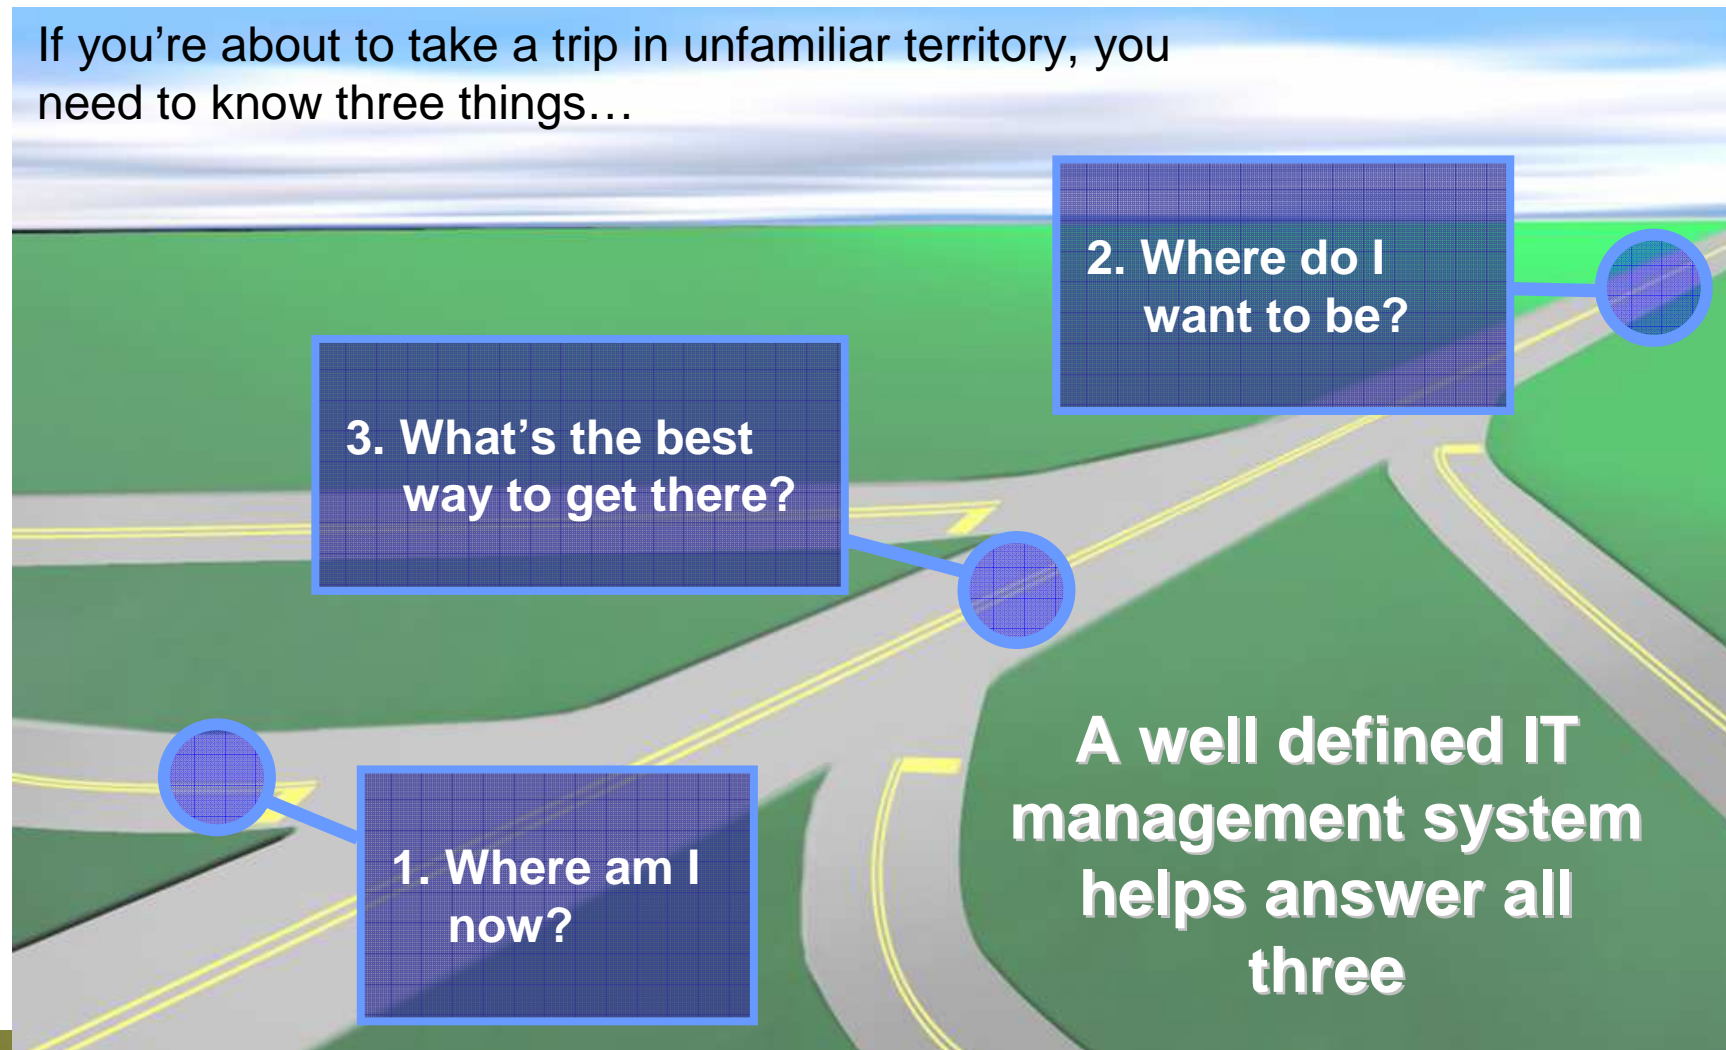 If you’re about to take a trip in unfamiliar territory, you
need to know three things…
2. Where do I
want to be?
3. What’s the best
way to get there?
1. Where am I
now?
A well defined IT
management system
helps answer all
three